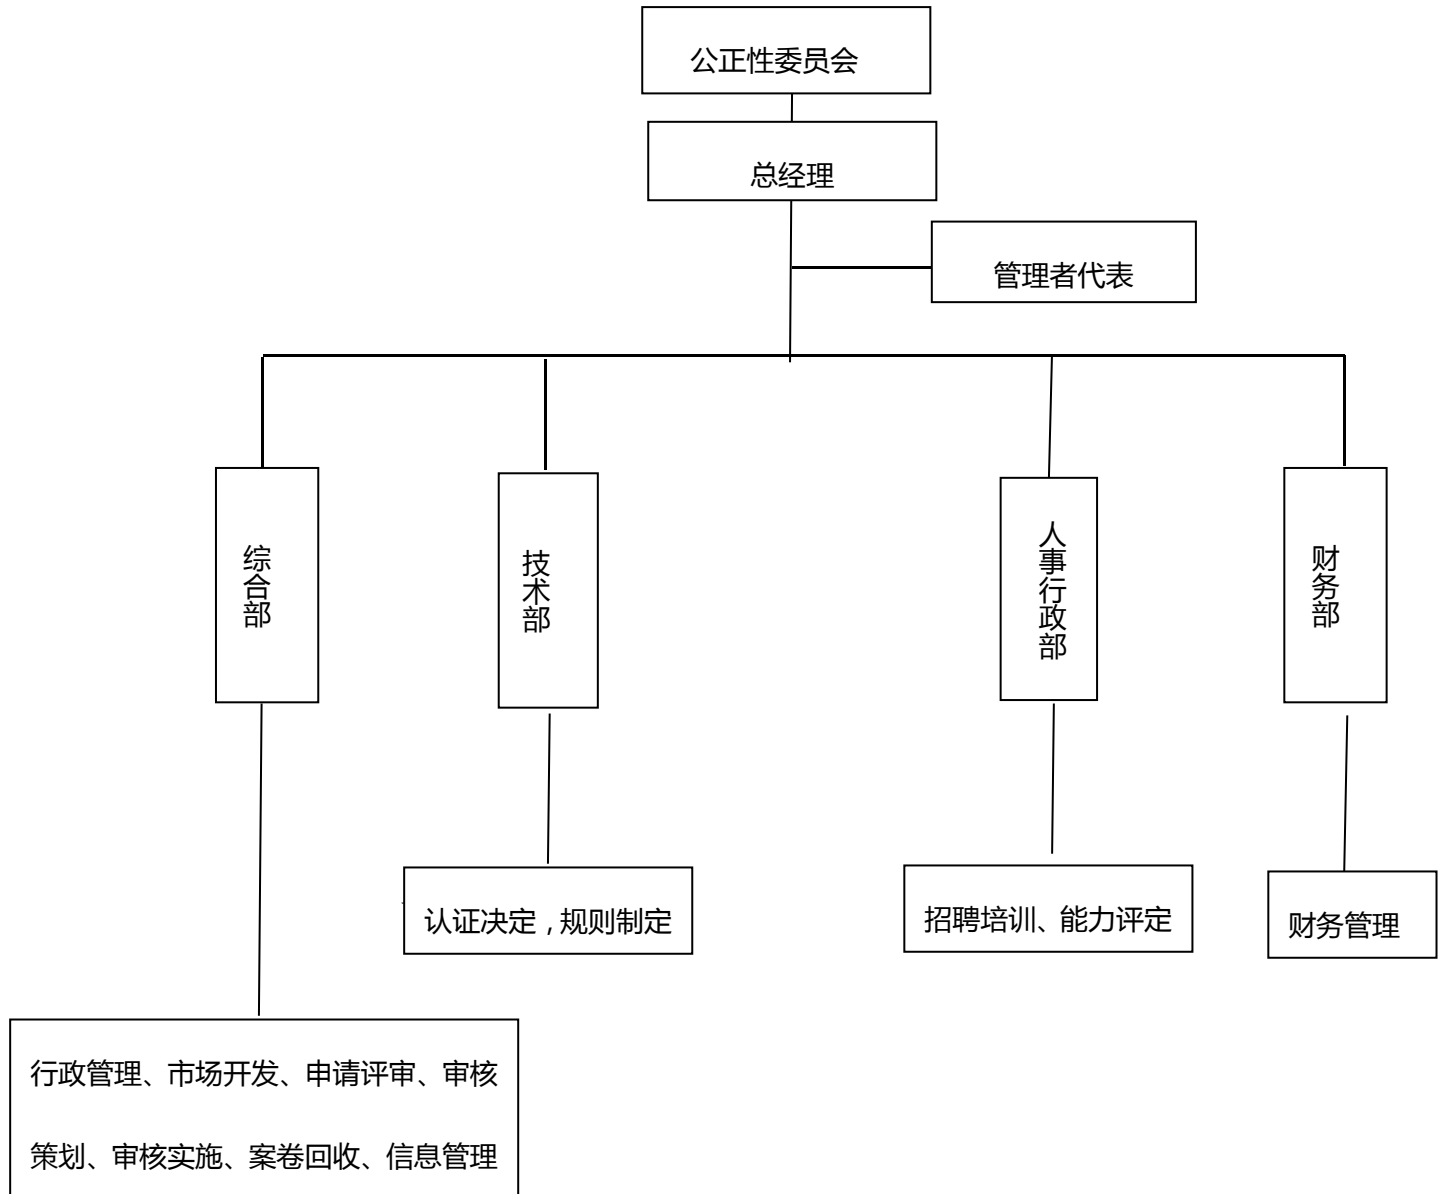 公正性委员会
总经理
管理者代表
综合部
技术部
人事行政部
财务部
认证决定，规则制定
招聘培训、能力评定
财务管理
行政管理、市场开发、申请评审、审核
策划、审核实施、案卷回收、信息管理